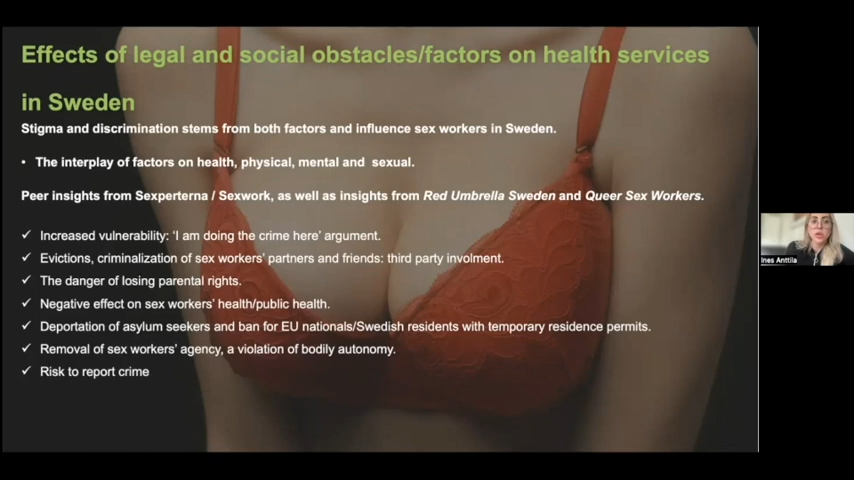 Effects of legal and social obstacles/factors on health services
in Sweden
Stigma and discrimination stems from both factors and influence sex workers in Sweden.
• The interplay of factors on health, physical, mental and sexual.
Peer insights from Sexperterna / Sexwork, as well as insights from Red Umbrella Sweden and Queer Sex Workers.
✓ Increased vulnerability: 'I am doing the crime here' argument.
✓ Evictions, criminalization of sex workers' partners and friends: third party involment.
✓ The danger of losing parental rights.
✓ Negative effect on sex workers' health/public health.
✓ Deportation of asylum seekers and ban for EU nationals/Swedish residents with temporary residence permits.
✓ Removal of sex workers' agency, a violation of bodily autonomy.
✓ Risk to report crime
Ines Anttila